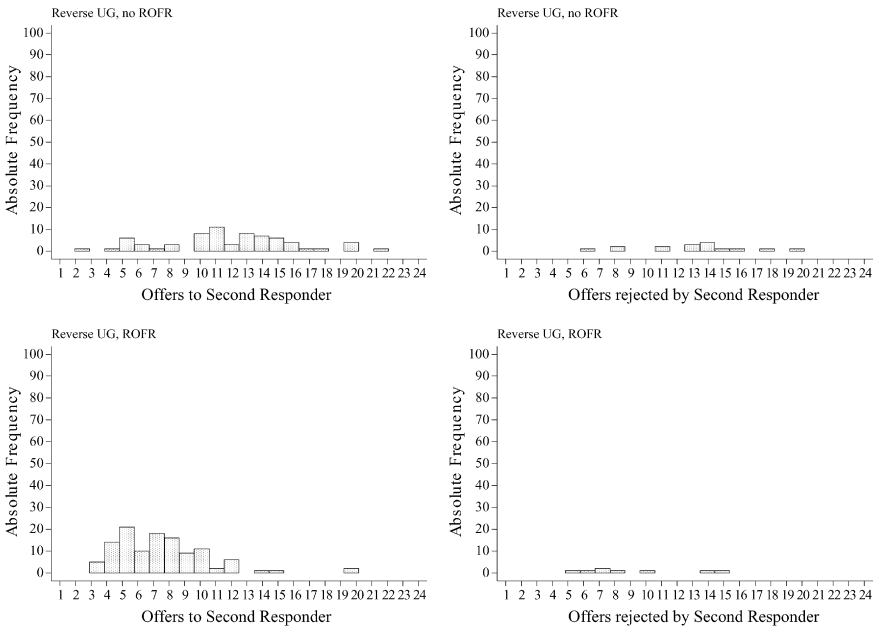 Reverse UG, no ROFR
100
90
80
70
60
50
40
30
20
10
0
Absolute Frequency
1 2 3 4 5 6 7 8 9 10 11 12 13 14 15 16 17 18 19 20 21 22 23 24
Offers to Second Responder
Reverse UG, no ROFR
100
90
80
70
60
50
40
30
20
10
0
Absolute Frequency
1 2 3 4 5 6 7 8 9 10 11 12 13 14 15 16 17 18 19 20 21 22 23 24
Offers rejected by Second Responder
Reverse UG, ROFR
100
90
80
70
60
50
40
30
20
10
0
Absolute Frequency
1 2 3 4 5 6 7 8 9 10 11 12 13 14 15 16 17 18 19 20 21 22 23 24
Offers to Second Responder
Reverse UG, ROFR
100
90
80
70
60
50
40
30
20
10
0
Absolute Frequency
1 2 3 4 5 6 7 8 9 10 11 12 13 14 15 16 17 18 19 20 21 22 23 24
Offers rejected by Second Responder